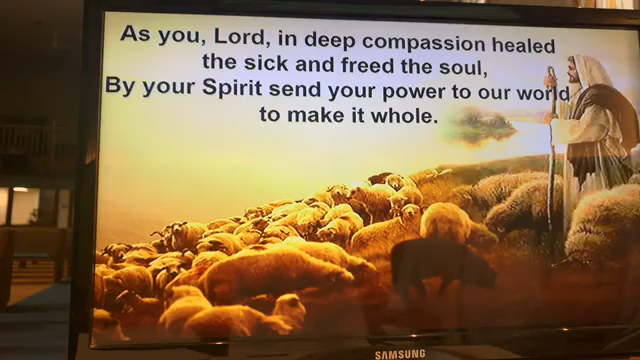 As you, Lord, in deep compassion healed
the sick and freed the soul,
By your Spirit send your power to our world
to make it whole.
SAMSUNG